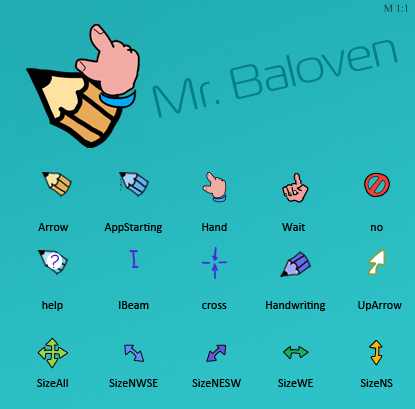 M 1:1
Mr. Baloven
Arrow AppStarting Hand Wait no
?
help IBeam cross Handwriting UpArrow
SizeAll SizeNWSE SizeNESW SizeWE SizeNS